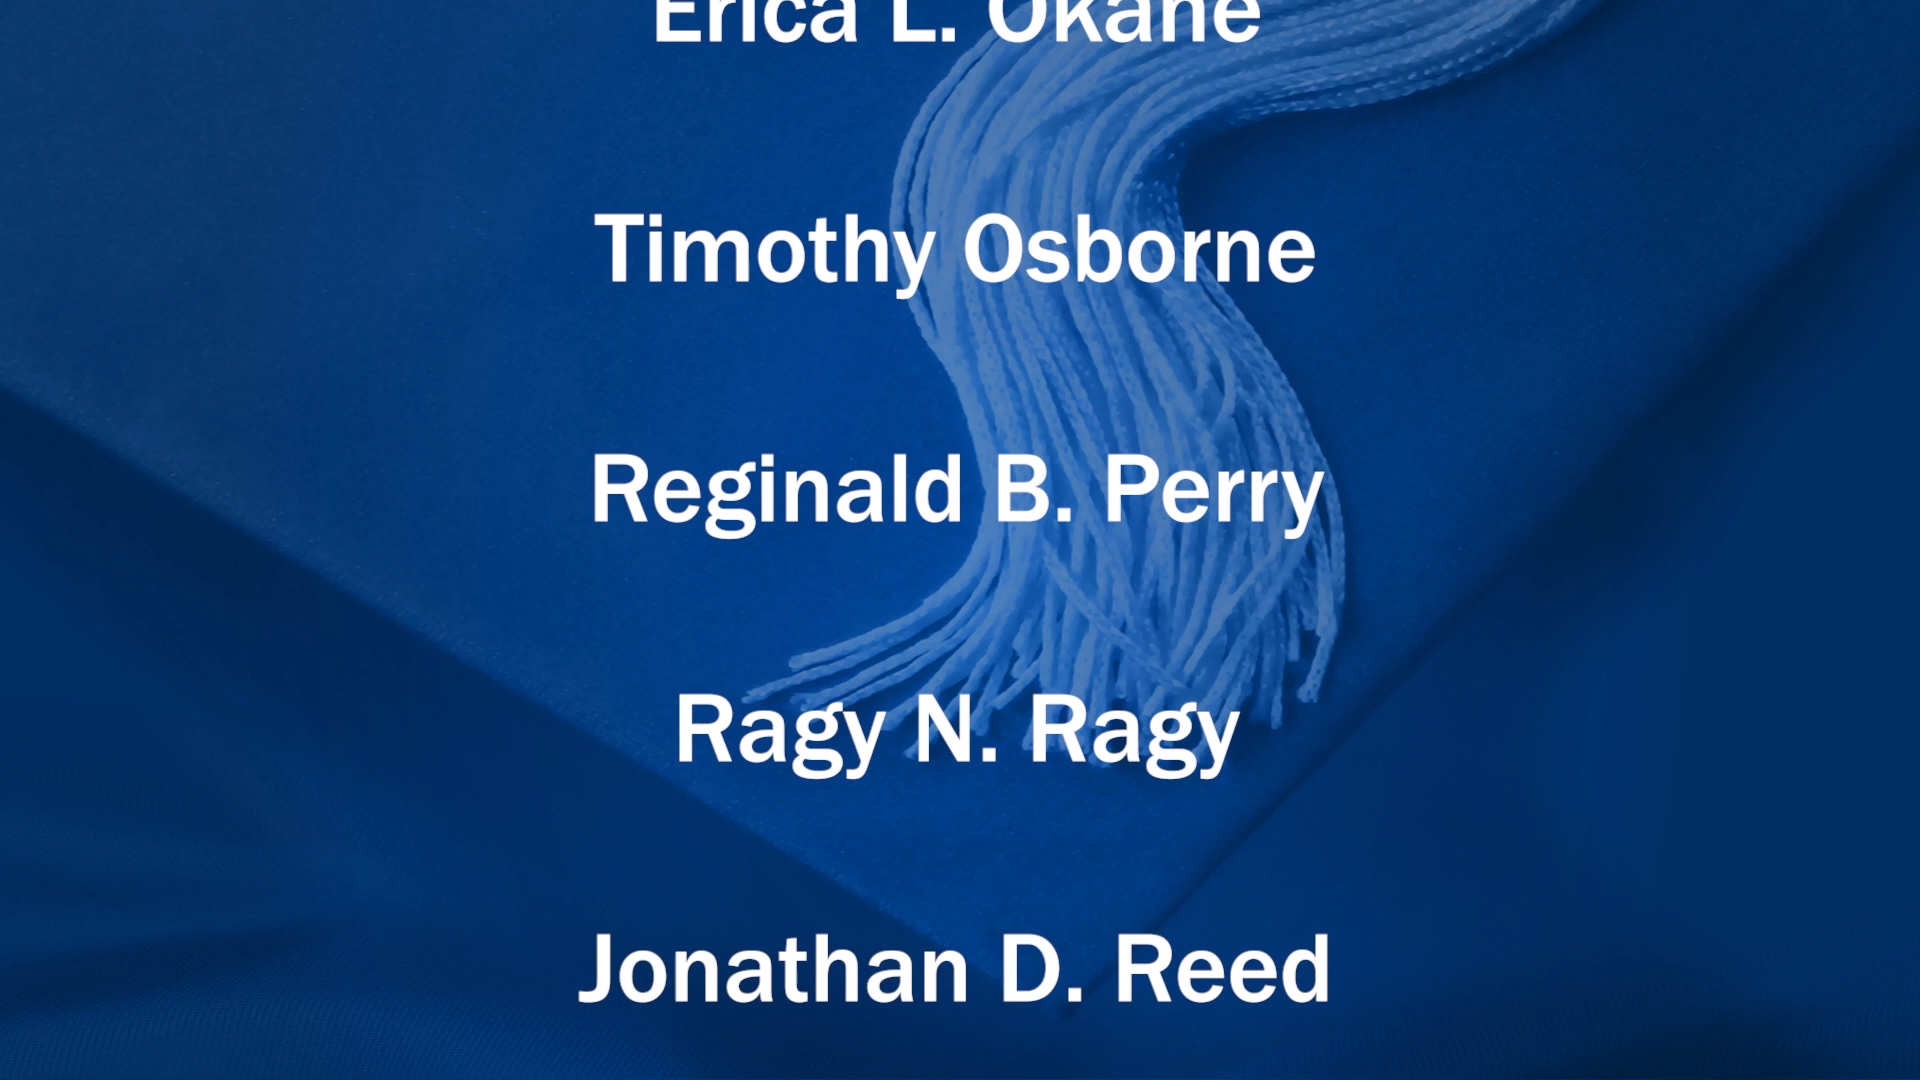 Erica L. Okane
Timothy Osborne
Reginald B. Perry
Ragy N. Ragy
Jonathan D. Reed